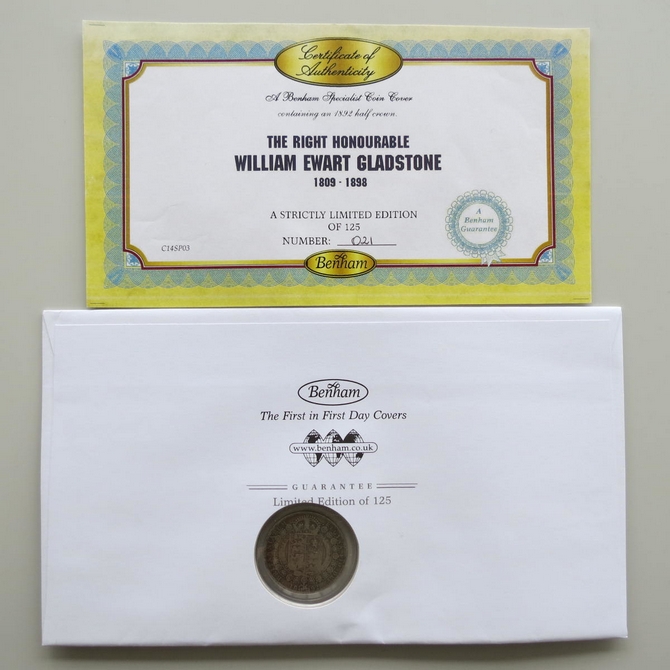 Certificate of
Authenticity
A Benham Specialist Coin Cover
containing an 1892 half crown.
THE RIGHT HONOURABLE
WILLIAM EWART GLADSTONE
1809 - 1898
A STRICTLY LIMITED EDITION
OF 125
NUMBER: 021
C14SP03
A
Benham
Guarantee
Benham
Benham
The First in First Day Covers
www.benham.co.uk
GUARANTEE
Limited Edition of 125